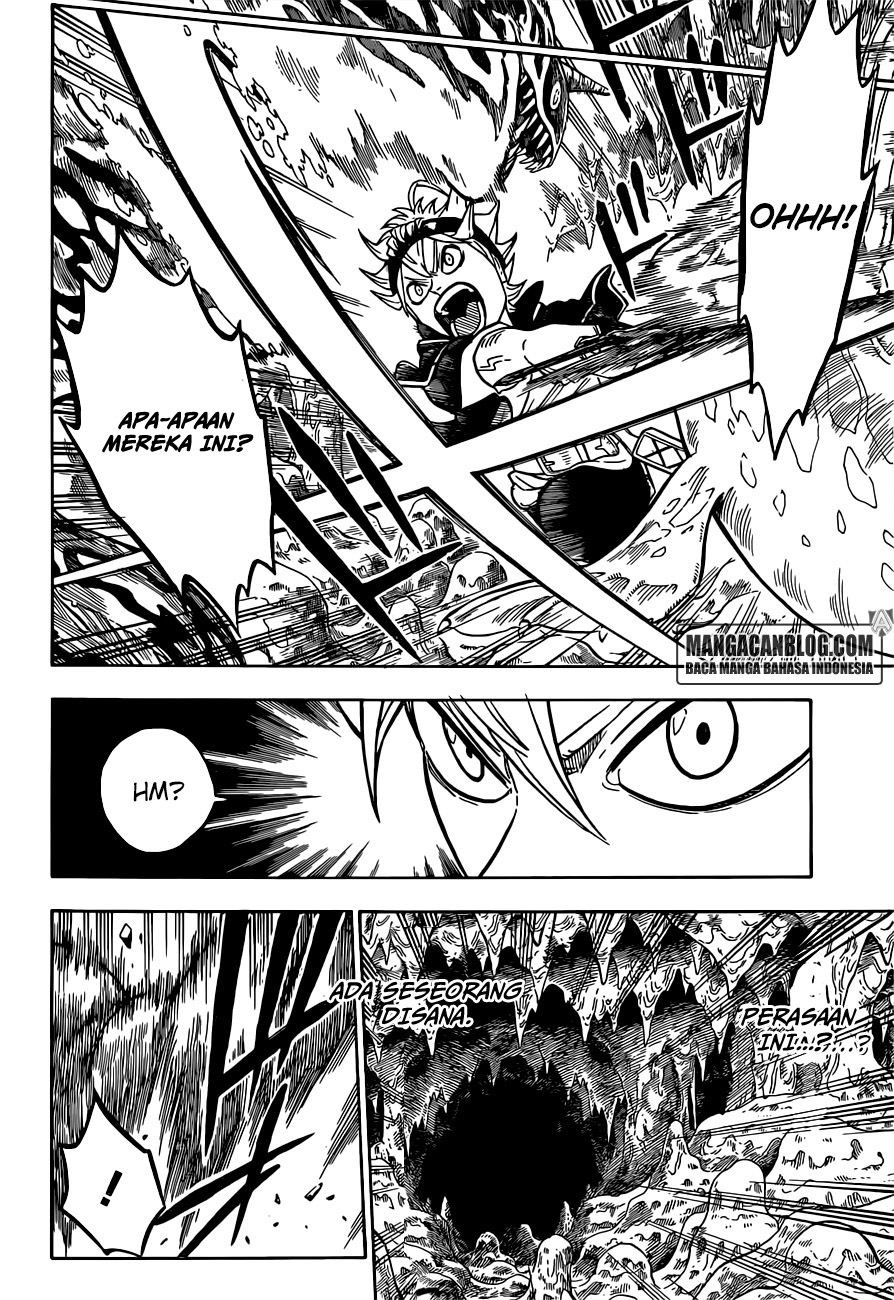 OHHH!
APA-APAAN
MEREKA INI?
MANGACANBLOG.COM
BACA MANGA BAHASA INDONESIA
HM?
PERASAAN
INI...?...?
ADA SESEORANG
DISANA.
!